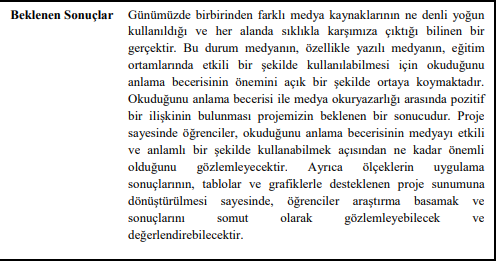 Beklenen Sonuçlar Günümüzde birbirinden farklı medya kaynaklarının ne denli yoğun
kullanıldığı ve her alanda sıklıkla karşımıza çıktığı bilinen bir
gerçektir. Bu durum medyanın, özellikle yazılı medyanın, eğitim
ortamlarında etkili bir şekilde kullanılabilmesi için okuduğunu
anlama becerisinin önemini açık bir şekilde ortaya koymaktadır.
Okuduğunu anlama becerisi ile medya okuryazarlığı arasında pozitif
bir ilişkinin bulunması projemizin beklenen bir sonucudur. Proje
sayesinde öğrenciler, okuduğunu anlama becerisinin medyayı etkili
ve anlamlı bir şekilde kullanabilmek açısından ne kadar önemli
olduğunu gözlemleyecektir. Ayrıca ölçeklerin uygulama
sonuçlarının, tablolar ve grafiklerle desteklenen proje sunumuna
dönüştürülmesi sayesinde, öğrenciler araştırma basamak ve
sonuçlarını somut olarak gözlemleyebilecek ve
değerlendirebilecektir.